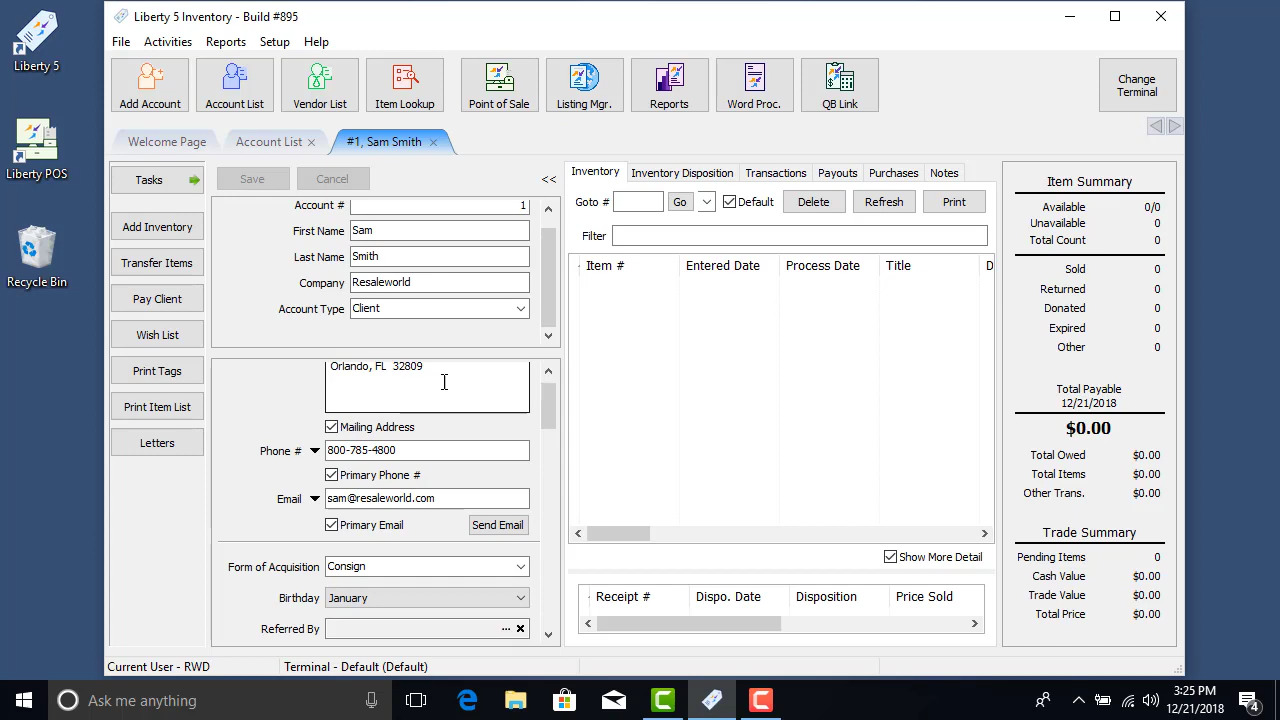 Liberty 5
Liberty POS
Recycle Bin
Liberty 5 Inventory - Build #895
File Activities Reports Setup Help
Add Account Account List Vendor List Item Lookup Point of Sale Listing Mgr. Reports Word Proc. QB Link Change Terminal
Welcome Page Account List #1, Sam Smith
Tasks
Add Inventory
Transfer Items
Pay Client
Wish List
Print Tags
Print Item List
Letters
Save Cancel <<
Account # 1
First Name Sam
Last Name Smith
Company Resaleworld
Account Type Client
Orlando, FL 32809
Mailing Address
Phone # 800-785-4800
Primary Phone #
Email sam@resaleworld.com
Primary Email Send Email
Form of Acquisition Consign
Birthday January
Referred By ...
Inventory Inventory Disposition Transactions Payouts Purchases Notes
Goto # Go Default Delete Refresh Print
Filter
Item # Entered Date Process Date Title D
Show More Detail
Receipt # Dispo. Date Disposition Price Sold
Item Summary
Available 0/0
Unavailable 0
Total Count 0
Sold 0
Returned 0
Donated 0
Expired 0
Other 0
Total Payable
12/21/2018
$0.00
Total Owed $0.00
Total Items $0.00
Other Trans. $0.00
Trade Summary
Pending Items 0
Cash Value $0.00
Trade Value $0.00
Total Price $0.00
Current User - RWD Terminal - Default (Default)
Ask me anything
3:25 PM
12/21/2018
4